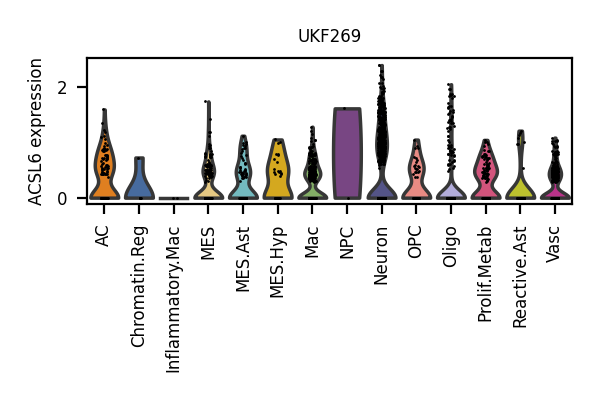 UKF269
ACSL6 expression
2
0
AC
Chromatin.Reg
Inflammatory.Mac
MES
MES.Ast
MES.Hyp
Mac
NPC
Neuron
OPC
Oligo
Prolif.Metab
Reactive.Ast
Vasc